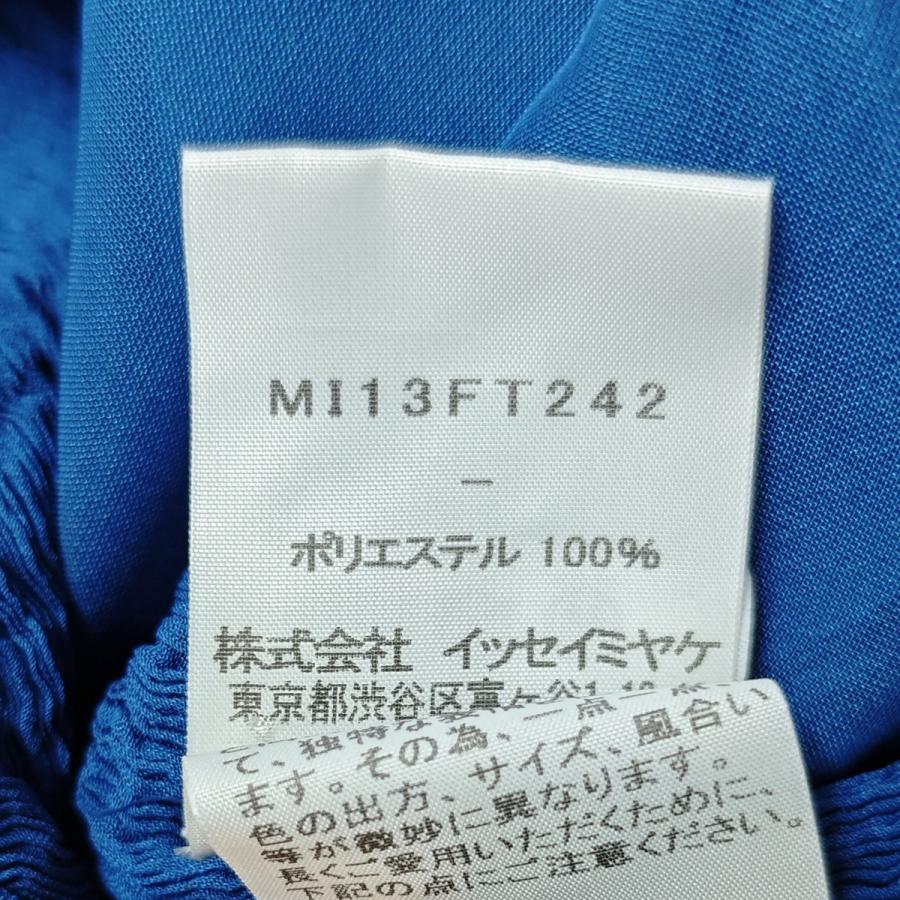 MI13FT242
—
ポリエステル 100%
株式会社 イッセイミヤケ
東京都渋谷区富ヶ谷1
て、独特な
ます。その為、一点一
色の出方、サイズ、風合い
等が微妙に異なります。
長くご愛用いただくために、
下記の点にご注意ください。